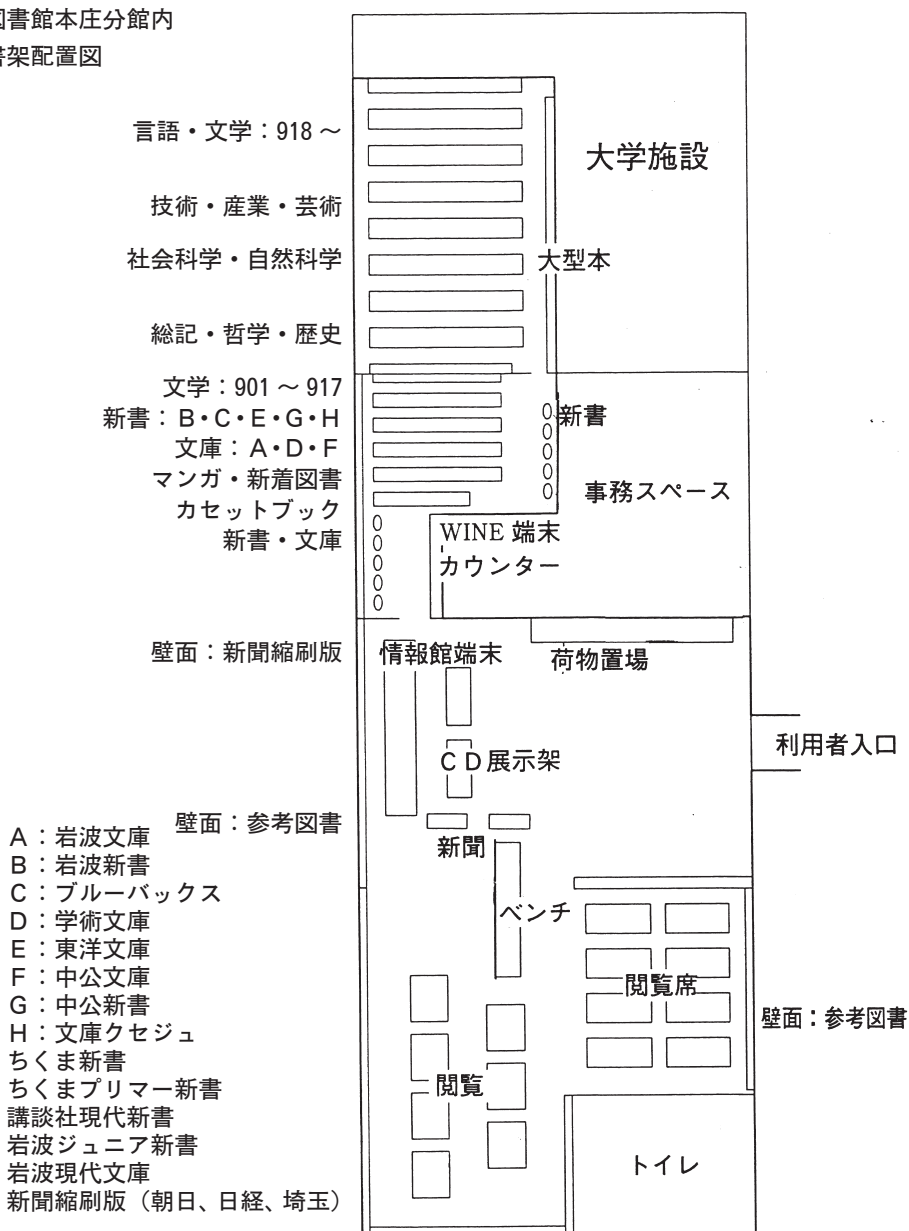 図書館本庄分館内
書架配置図
言語・文学：918～
技術・産業・芸術
社会科学・自然科学
総記・哲学・歴史
文学：901～917
新書：B・C・E・G・H
文庫：A・D・F
マンガ・新着図書
カセットブック
新書・文庫
大学施設
大型本
新書
事務スペース
WINE 端末
カウンター
壁面：新聞縮刷版
情報館端末
荷物置場
CD展示架
利用者入口
壁面：参考図書
新聞
ベンチ
閲覧席
壁面：参考図書
閲覧
トイレ
A：岩波文庫
B：岩波新書
C：ブルーバックス
D：学術文庫
E：東洋文庫
F：中公文庫
G：中公新書
H：文庫クセジュ
ちくま新書
ちくまプリマー新書
講談社現代新書
岩波ジュニア新書
岩波現代文庫
新聞縮刷版（朝日、日経、埼玉）